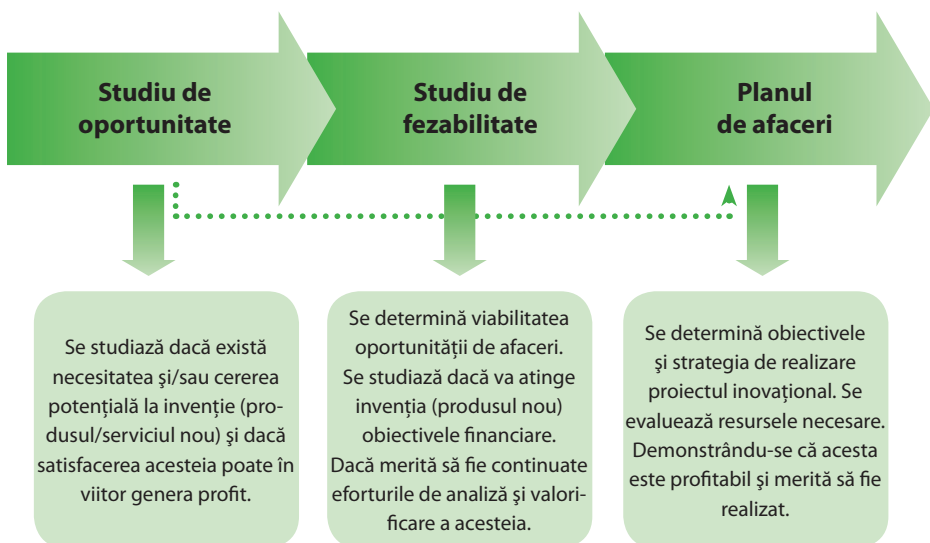 Studiu de
oportunitate
Studiu de
fezabilitate
Planul
de afaceri
Se studiază dacă există
necesitatea şi/sau cererea
potenţială la invenţie (pro-
dusul/serviciul nou) şi dacă
satisfacerea acesteia poate în
viitor genera profit.
Se determină viabilitatea
oportunităţii de afaceri.
Se studiază dacă va atinge
invenţia (produsul nou)
obiectivele financiare.
Dacă merită să fie continuate
eforturile de analiză şi valori-
ficare a acesteia.
Se determină obiectivele
şi strategia de realizare
proiectul inovaţional. Se
evaluează resursele necesare.
Demonstrându-se că acesta
este profitabil şi merită să fie
realizat.